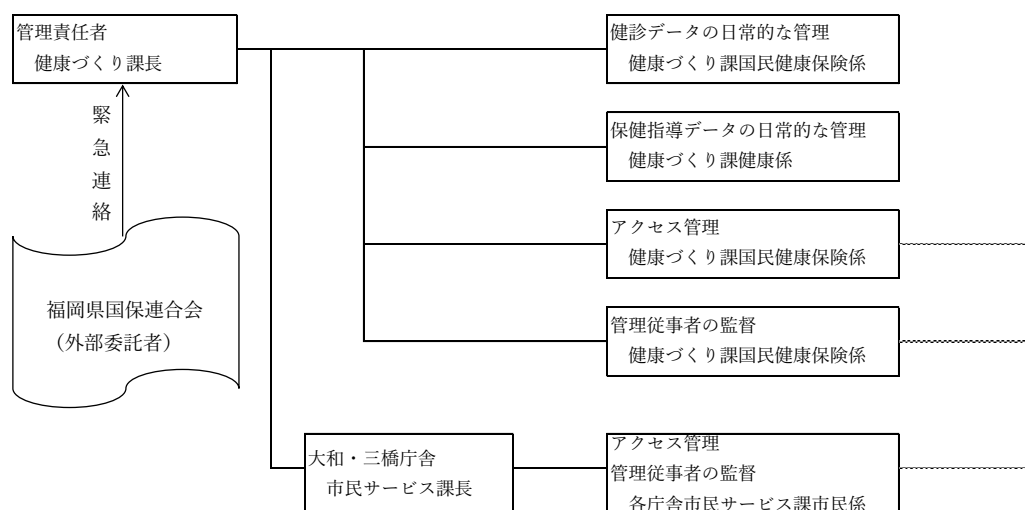 管理責任者
健康づくり課長
緊急連絡
福岡県国保連合会
（外部委託者）
健診データの日常的な管理
健康づくり課国民健康保険係
保健指導データの日常的な管理
健康づくり課健康係
アクセス管理
健康づくり課国民健康保険係
管理従事者の監督
健康づくり課国民健康保険係
大和・三橋庁舎
市民サービス課長
アクセス管理
管理従事者の監督
各庁舎市民サービス課市民係